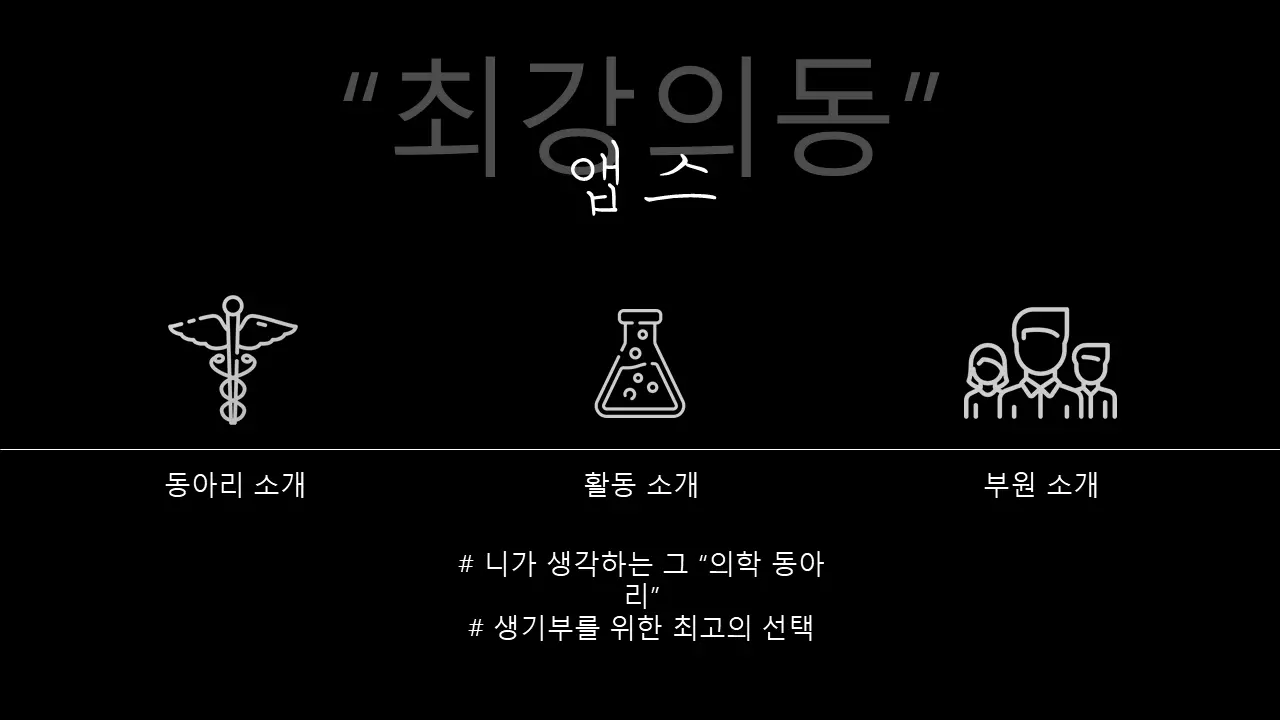 “최강의동”
앱스
동아리 소개
활동 소개
부원 소개
# 니가 생각하는 그 “의학 동아
리”
# 생기부를 위한 최고의 선택